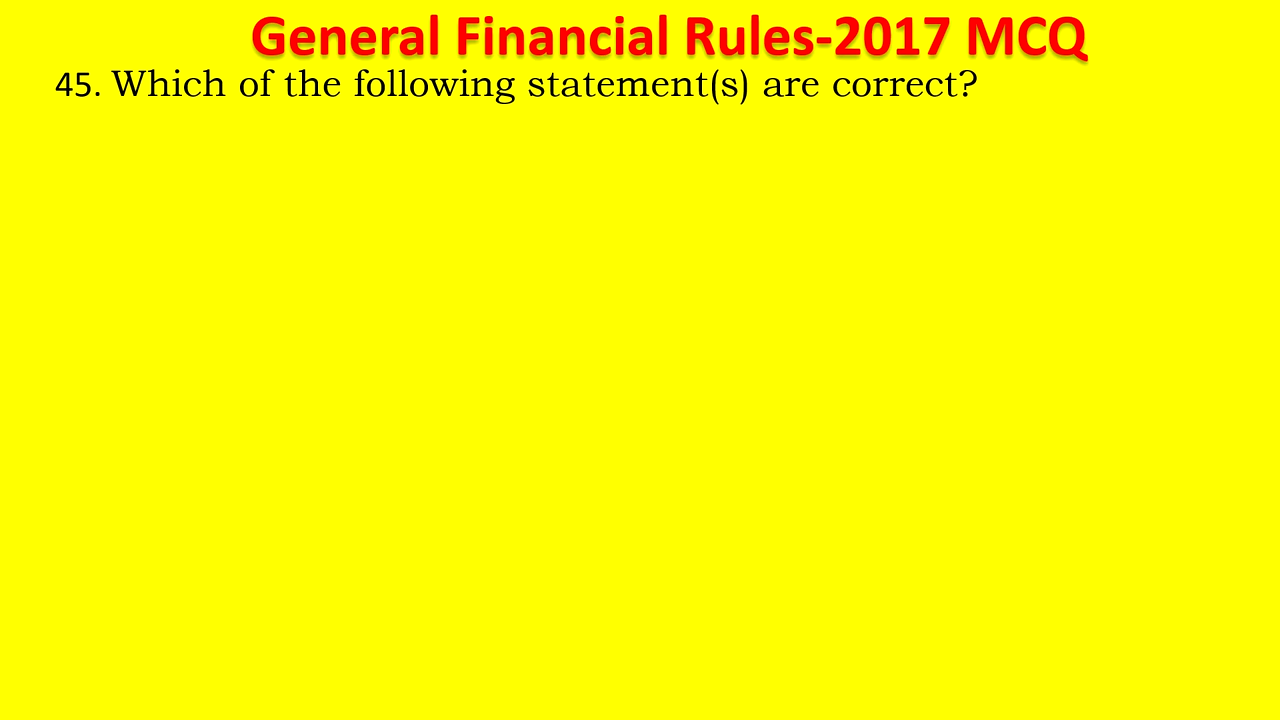 General Financial Rules-2017 MCQ
45. Which of the following statement(s) are correct?